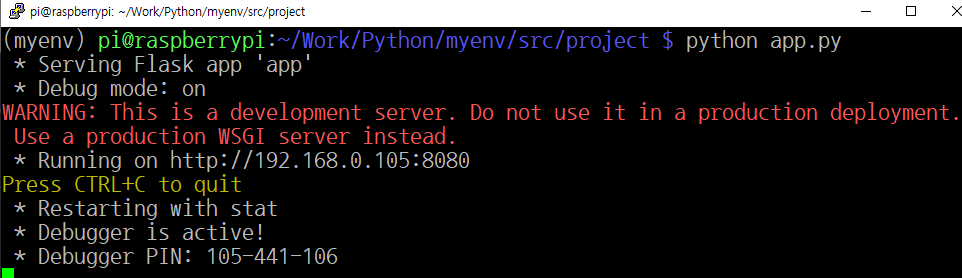 pi@raspberrypi: ~/Work/Python/myenv/src/project
(myenv) pi@raspberrypi:~/Work/Python/myenv/src/project $ python app.py
 * Serving Flask app 'app'
 * Debug mode: on
WARNING: This is a development server. Do not use it in a production deployment.
 Use a production WSGI server instead.
 * Running on http://192.168.0.105:8080
Press CTRL+C to quit
 * Restarting with stat
 * Debugger is active!
 * Debugger PIN: 105-441-106